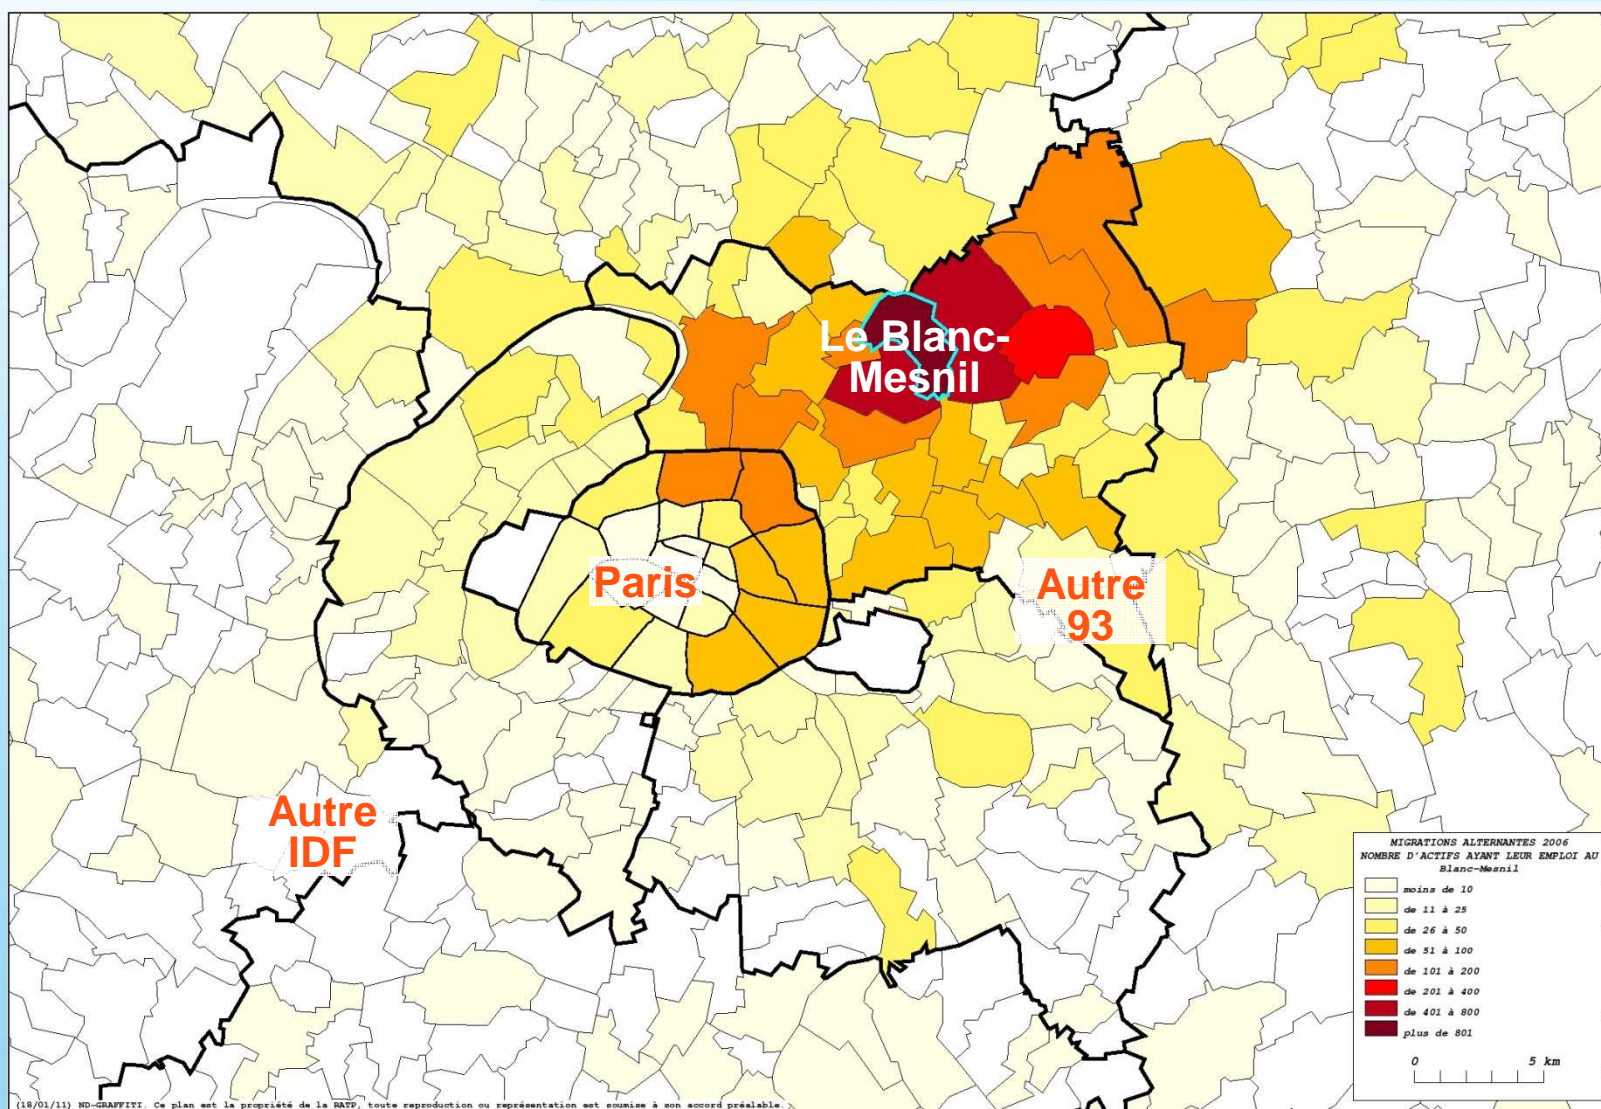 Le Blanc-
Mesnil
Paris
Autre
93
Autre
IDF
MIGRATIONS ALTERNANTES 2006
NOMBRE D'ACTIFS AYANT LEUR EMPLOI AU
Blanc-Mesnil
moins de 10
de 11 à 25
de 26 à 50
de 51 à 100
de 101 à 200
de 201 à 400
de 401 à 800
plus de 801
0 5 km
(18/01/11) ND-GRAFFITI. Ce plan est la propriété de la RATP, toute reproduction ou représentation est soumise à son accord préalable.